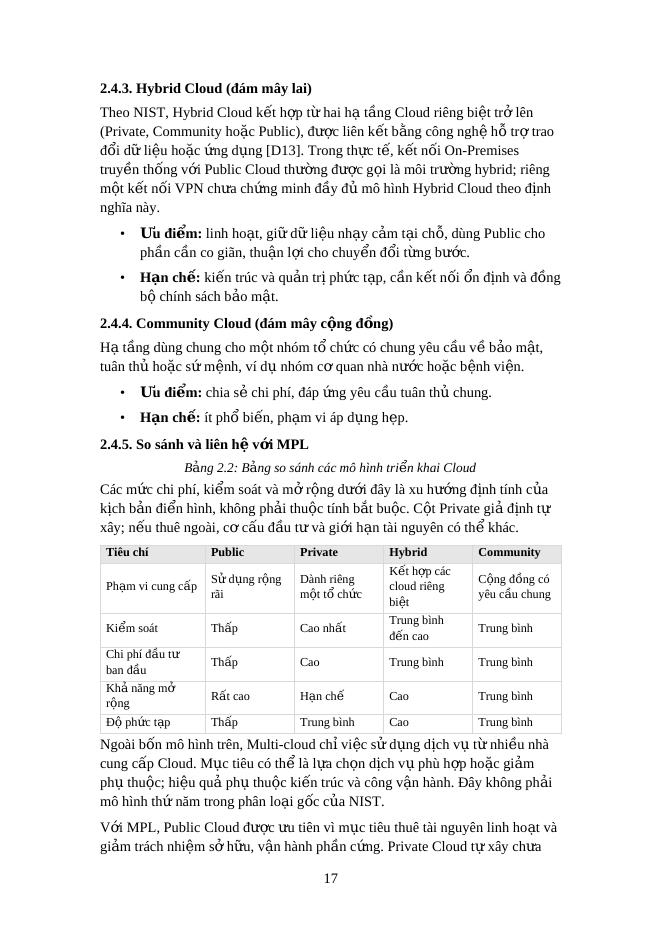 2.4.3. Hybrid Cloud (đám mây lai)
Theo NIST, Hybrid Cloud kết hợp từ hai hạ tầng Cloud riêng biệt trở lên
(Private, Community hoặc Public), được liên kết bằng công nghệ hỗ trợ trao
đổi dữ liệu hoặc ứng dụng [D13]. Trong thực tế, kết nối On-Premises
truyền thống với Public Cloud thường được gọi là môi trường hybrid; riêng
một kết nối VPN chưa chứng minh đầy đủ mô hình Hybrid Cloud theo định
nghĩa này.
• Ưu điểm: linh hoạt, giữ dữ liệu nhạy cảm tại chỗ, dùng Public cho
phần cần co giãn, thuận lợi cho chuyển đổi từng bước.
• Hạn chế: kiến trúc và quản trị phức tạp, cần kết nối ổn định và đồng
bộ chính sách bảo mật.
2.4.4. Community Cloud (đám mây cộng đồng)
Hạ tầng dùng chung cho một nhóm tổ chức có chung yêu cầu về bảo mật,
tuân thủ hoặc sứ mệnh, ví dụ nhóm cơ quan nhà nước hoặc bệnh viện.
• Ưu điểm: chia sẻ chi phí, đáp ứng yêu cầu tuân thủ chung.
• Hạn chế: ít phổ biến, phạm vi áp dụng hẹp.
2.4.5. So sánh và liên hệ với MPL
Bảng 2.2: Bảng so sánh các mô hình triển khai Cloud
Các mức chi phí, kiểm soát và mở rộng dưới đây là xu hướng định tính của
kịch bản điển hình, không phải thuộc tính bắt buộc. Cột Private giả định tự
xây; nếu thuê ngoài, cơ cấu đầu tư và giới hạn tài nguyên có thể khác.
Tiêu chí Public Private Hybrid Community
Phạm vi cung cấp Sử dụng rộng rãi Dành riêng một tổ chức Kết hợp các cloud riêng biệt Cộng đồng có yêu cầu chung
Kiểm soát Thấp Cao nhất Trung bình đến cao Trung bình
Chi phí đầu tư ban đầu Thấp Cao Trung bình Trung bình
Khả năng mở rộng Rất cao Hạn chế Cao Trung bình
Độ phức tạp Thấp Trung bình Cao Trung bình
Ngoài bốn mô hình trên, Multi-cloud chỉ việc sử dụng dịch vụ từ nhiều nhà
cung cấp Cloud. Mục tiêu có thể là lựa chọn dịch vụ phù hợp hoặc giảm
phụ thuộc; hiệu quả phụ thuộc kiến trúc và công vận hành. Đây không phải
mô hình thứ năm trong phân loại gốc của NIST.
Với MPL, Public Cloud được ưu tiên vì mục tiêu thuê tài nguyên linh hoạt và
giảm trách nhiệm sở hữu, vận hành phần cứng. Private Cloud tự xây chưa
17